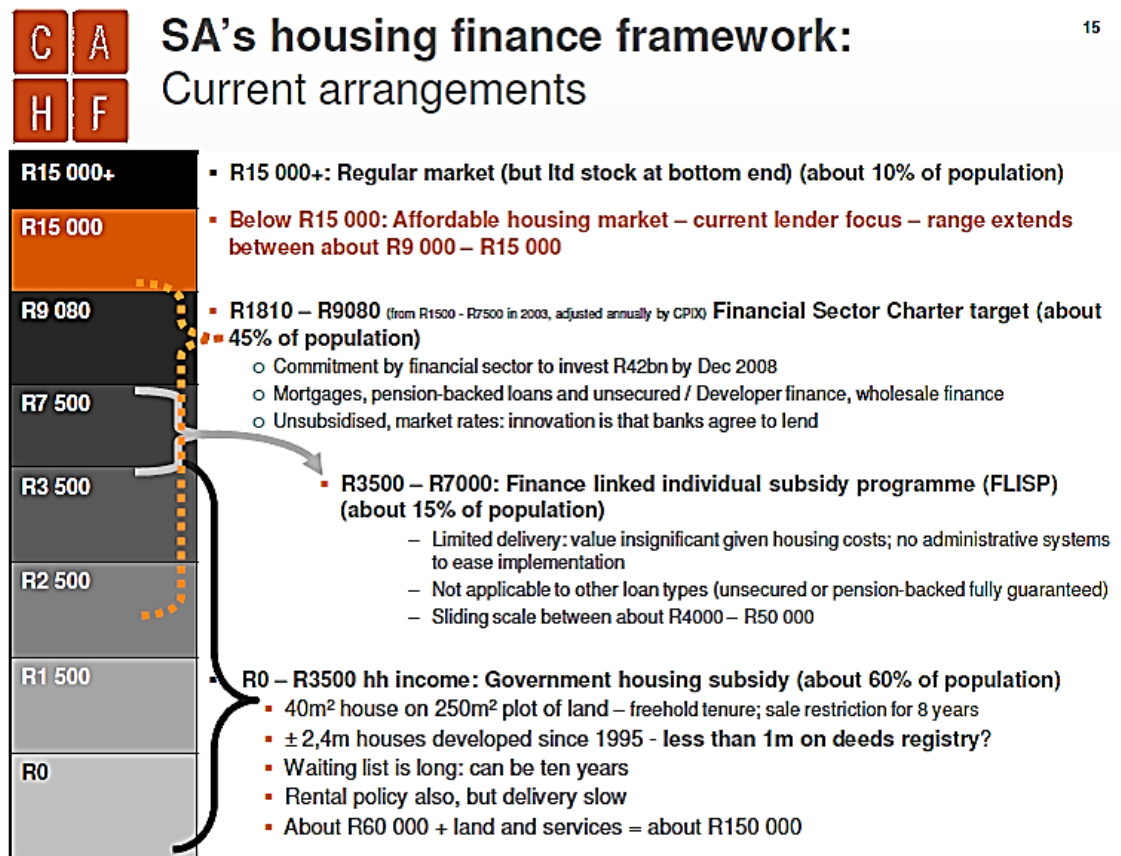 C A
H F
SA's housing finance framework:
Current arrangements
15
R15 000+
▪ R15 000+: Regular market (but ltd stock at bottom end) (about 10% of population)
R15 000
▪ Below R15 000: Affordable housing market – current lender focus – range extends
between about R9 000 – R15 000
R9 080
▪ R1810 – R9080 (from R1500 - R7500 in 2003, adjusted annually by CPIX) Financial Sector Charter target (about
45% of population)
o Commitment by financial sector to invest R42bn by Dec 2008
o Mortgages, pension-backed loans and unsecured / Developer finance, wholesale finance
o Unsubsidised, market rates: innovation is that banks agree to lend
R7 500
R3 500
▪ R3500 – R7000: Finance linked individual subsidy programme (FLISP)
(about 15% of population)
– Limited delivery: value insignificant given housing costs; no administrative systems
to ease implementation
– Not applicable to other loan types (unsecured or pension-backed fully guaranteed)
– Sliding scale between about R4000 – R50 000
R2 500
R1 500
▪ R0 – R3500 hh income: Government housing subsidy (about 60% of population)
▪ 40m² house on 250m² plot of land – freehold tenure; sale restriction for 8 years
▪ ± 2,4m houses developed since 1995 - less than 1m on deeds registry?
▪ Waiting list is long: can be ten years
▪ Rental policy also, but delivery slow
▪ About R60 000 + land and services = about R150 000
R0